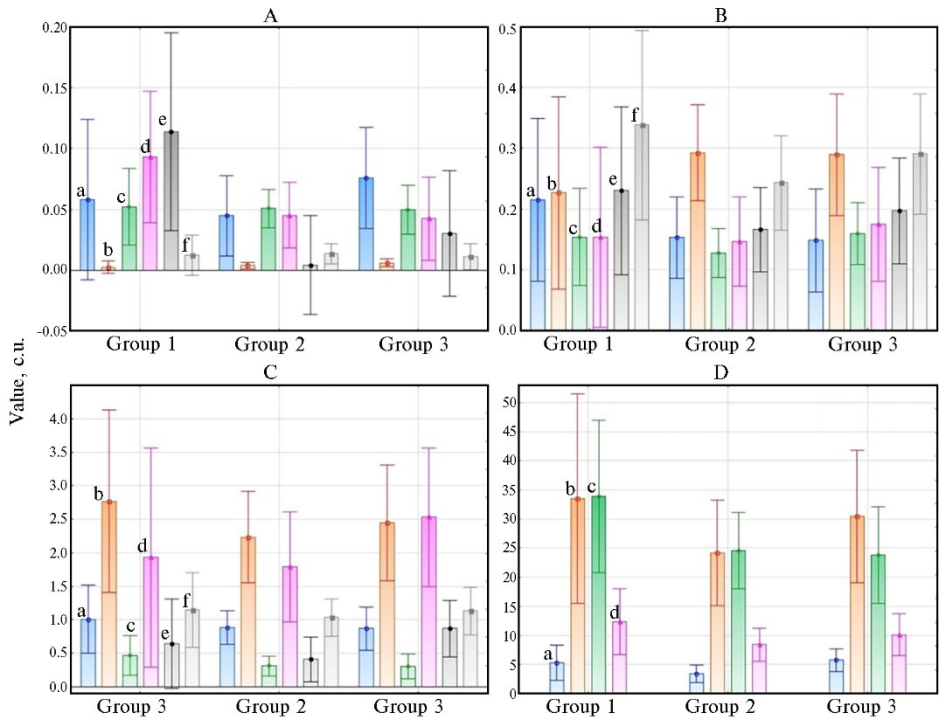 A
0.20
0.15
0.10
0.05
0.00
-0.05
a
b
c
d
e
f
Group 1
Group 2
Group 3
B
0.5
0.4
0.3
0.2
0.1
0.0
a
b
c
d
e
f
Group 1
Group 2
Group 3
Value, c.u.
C
4.0
3.5
3.0
2.5
2.0
1.5
1.0
0.5
0.0
a
b
c
d
e
f
Group 3
Group 2
Group 3
D
50
45
40
35
30
25
20
15
10
5
0
a
b
c
d
Group 1
Group 2
Group 3